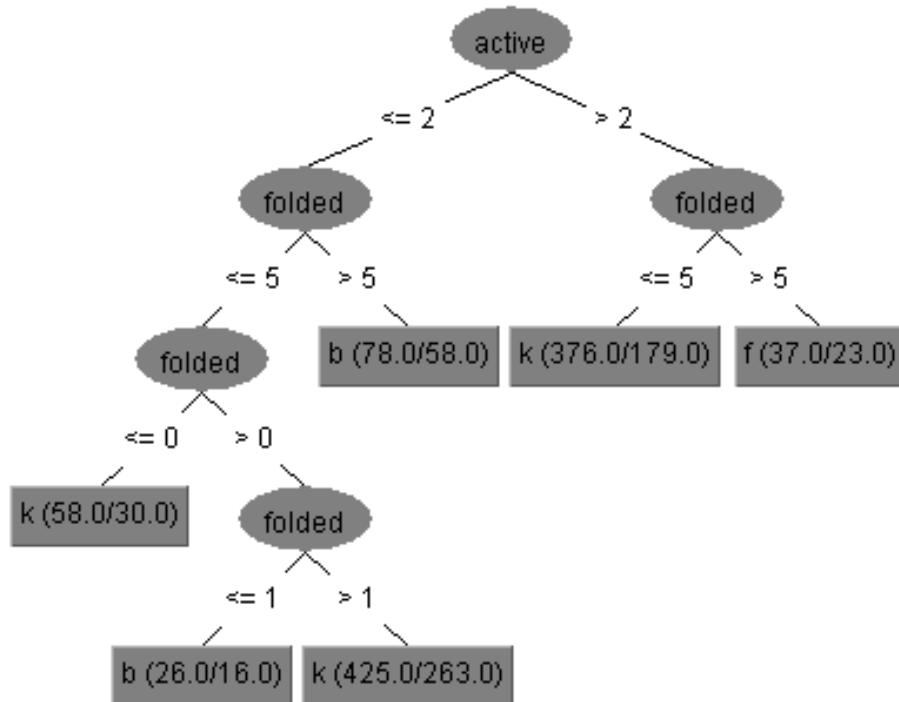 active
<= 2
> 2
folded
folded
<= 5
> 5
<= 5
> 5
folded
b (78.0/58.0)
k (376.0/179.0)
f (37.0/23.0)
<= 0
> 0
k (58.0/30.0)
folded
<= 1
> 1
b (26.0/16.0)
k (425.0/263.0)